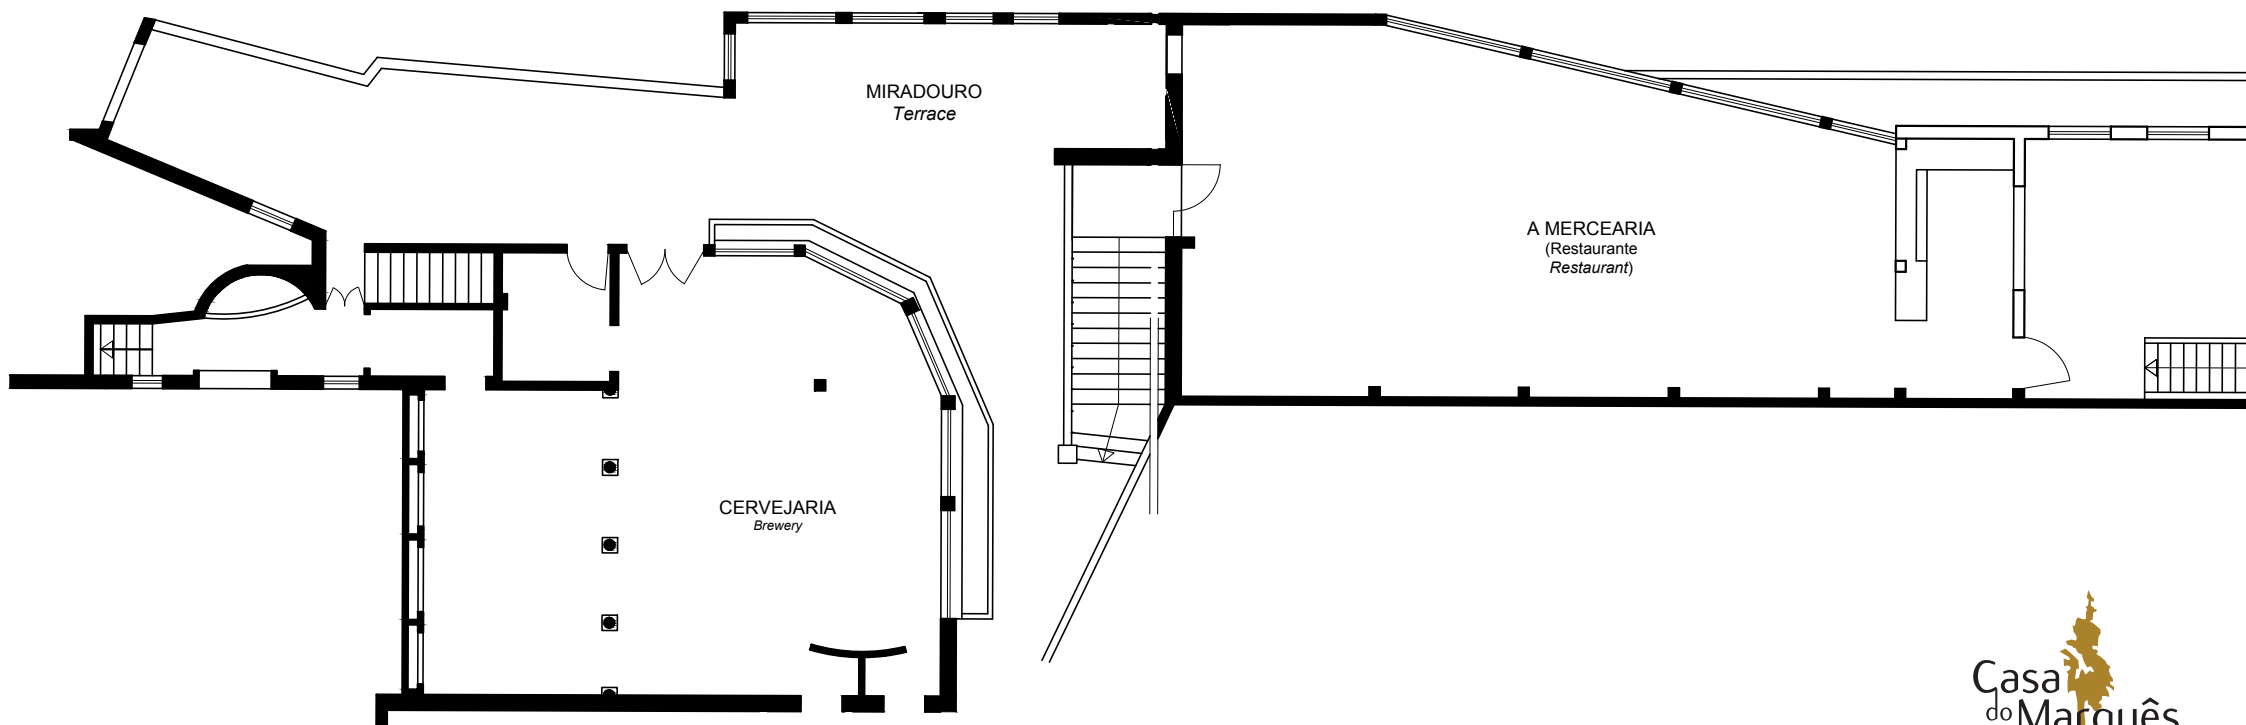 MIRADOURO
Terrace
A MERCEARIA
(Restaurante
Restaurant)
CERVEJARIA
Brewery
Casa
do Marquês